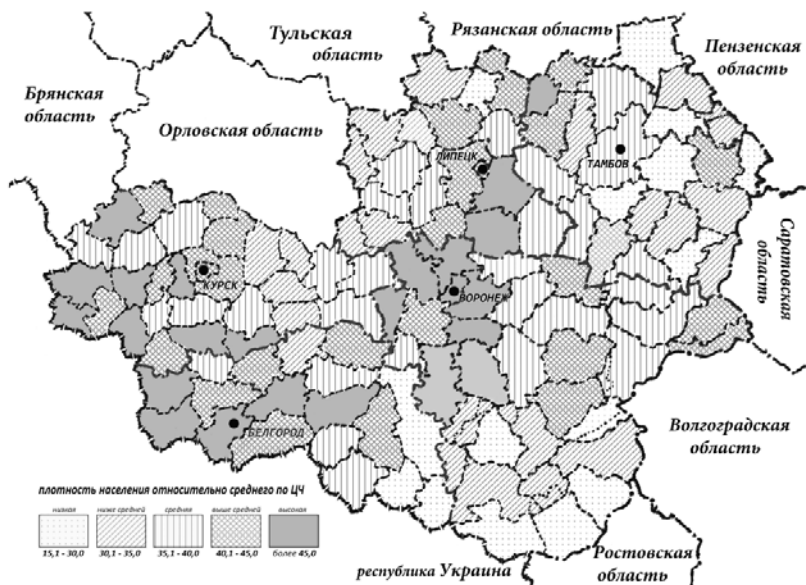 Тульская
область
Рязанская область
Пензенская
область
Брянская
область
Орловская область
ЛИПЕЦК
ТАМБОВ
Саратовская
область
КУРСК
ВОРОНЕЖ
Волгоградская
область
БЕЛГОРОД
плотность населения относительно среднего по ЦЧ
низкая
ниже средней
средняя
выше средней
высокая
15,1 - 30,0
30,1 - 35,0
35,1 - 40,0
40,1 - 45,0
более 45,0
республика Украина
Ростовская
область